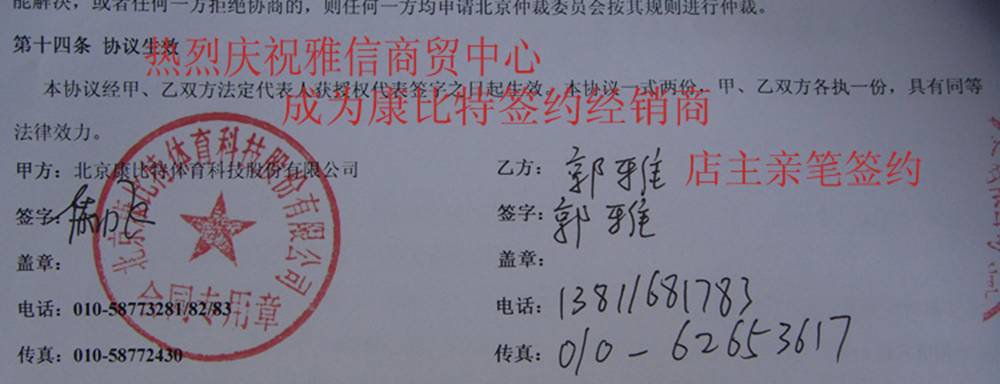 能解决，或者任何一方拒绝协商的，则任何一方均申请北京仲裁委员会按其规则进行仲裁。
第十四条 协议生效
热烈庆祝雅信商贸中心
本协议经甲、乙双方法定代表人获授权代表签字之日起生效。本协议一式两份，甲、乙双方各执一份，具有同等
成为康比特签约经销商
法律效力。
甲方：北京康比特体育科技股份有限公司
乙方：郭雅
店主亲笔签约
签字：
签字：郭雅
盖章：
盖章：
北京康比特体育科技股份有限公司
合同专用章
电话：010-58773281/82/83
电话：13811681783
传真：010-58772430
传真：010-62653617